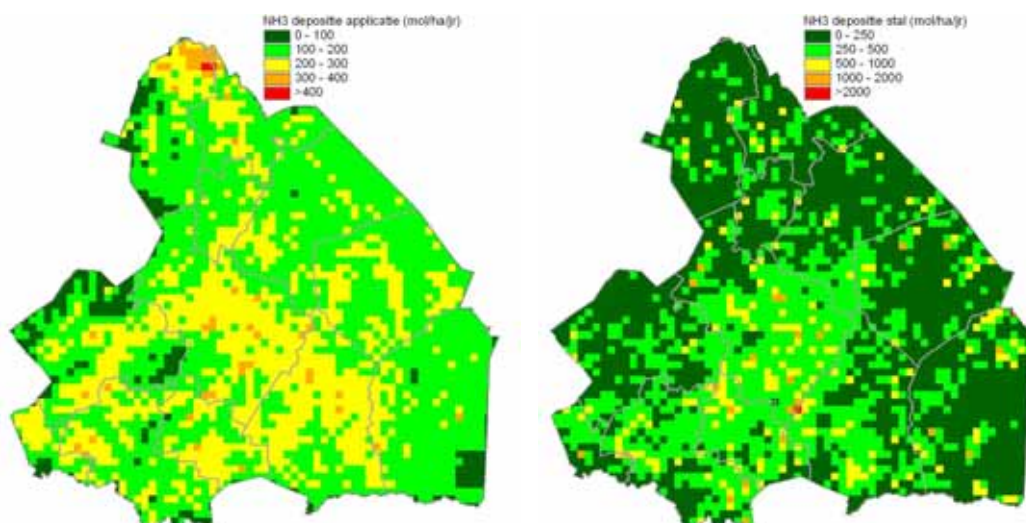 NH3 depositie applicatie (mol/ha/jr)
0 - 100
100 - 200
200 - 300
300 - 400
>400
NH3 depositie stal (mol/ha/jr)
0 - 250
250 - 500
500 - 1000
1000 - 2000
>2000